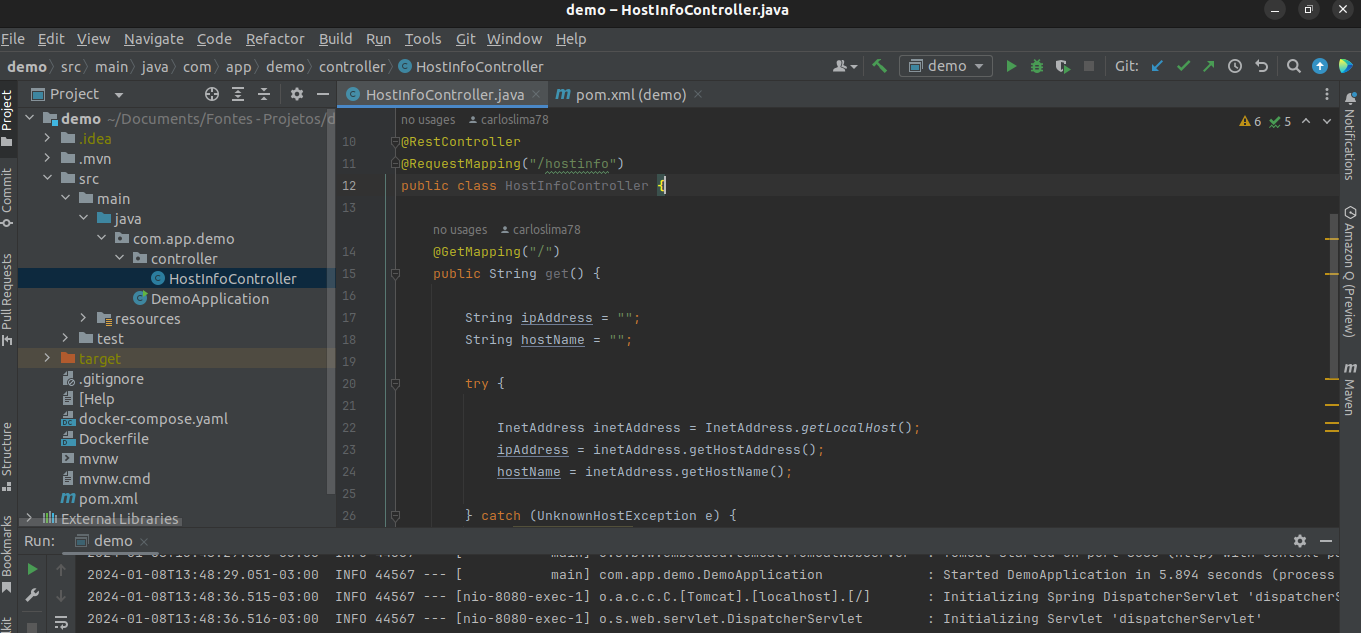 demo – HostInfoController.java
File Edit View Navigate Code Refactor Build Run Tools Git Window Help
demo src main java com app demo controller HostInfoController
demo Git:
Project
HostInfoController.java
pom.xml (demo)
demo ~/Documents/Fontes - Projetos/d
.idea
.mvn
src
main
java
com.app.demo
controller
HostInfoController
DemoApplication
resources
test
target
.gitignore
[Help
docker-compose.yaml
Dockerfile
mvnw
mvnw.cmd
pom.xml
External Libraries
Project
Commit
Pull Requests
Structure
Bookmarks
no usages carloslima78
6 5
10 @RestController
11 @RequestMapping("/hostinfo")
12 public class HostInfoController {
13
no usages carloslima78
14 @GetMapping("/")
15 public String get() {
16
17 String ipAddress = "";
18 String hostName = "";
19
20 try {
21
22 InetAddress inetAddress = InetAddress.getLocalHost();
23 ipAddress = inetAddress.getHostAddress();
24 hostName = inetAddress.getHostName();
25
26 } catch (UnknownHostException e) {
Notifications
Amazon Q (Preview)
Maven
Run: demo
2024-01-08T13:48:29.051-03:00 INFO 44567 --- [ main] com.app.demo.DemoApplication : Started DemoApplication in 5.894 seconds (process
2024-01-08T13:48:36.515-03:00 INFO 44567 --- [nio-8080-exec-1] o.a.c.c.C.[Tomcat].[localhost].[/] : Initializing Spring DispatcherServlet 'dispatcherS
2024-01-08T13:48:36.516-03:00 INFO 44567 --- [nio-8080-exec-1] o.s.web.servlet.DispatcherServlet : Initializing Servlet 'dispatcherServlet'